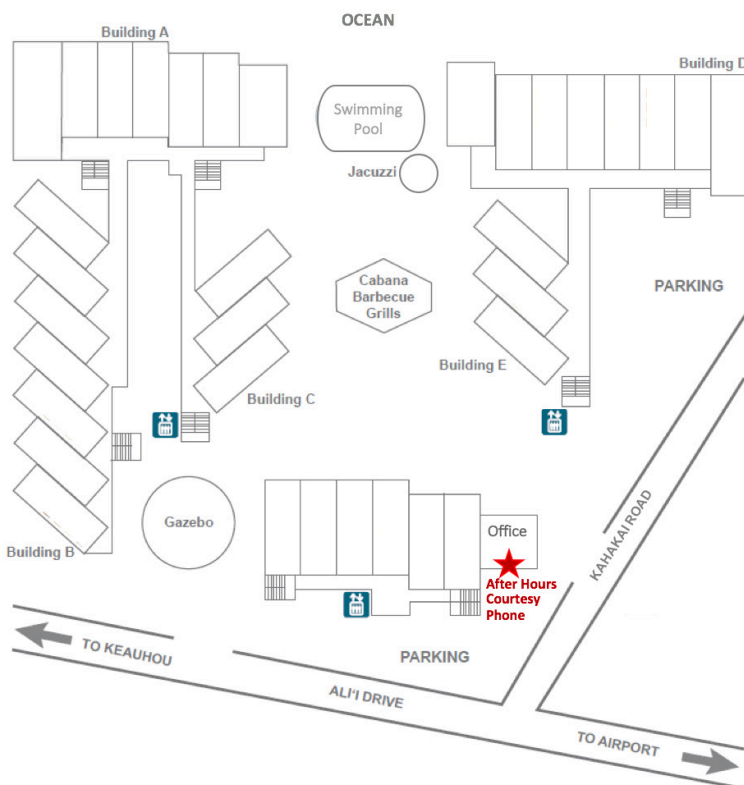 OCEAN
Building A
Building D
Swimming
Pool
Jacuzzi
Cabana
Barbecue
Grills
PARKING
Building E
Building C
Gazebo
Office
Building B
After Hours
Courtesy
Phone
KAHAKAI ROAD
TO KEAUHOU
PARKING
ALI'I DRIVE
TO AIRPORT